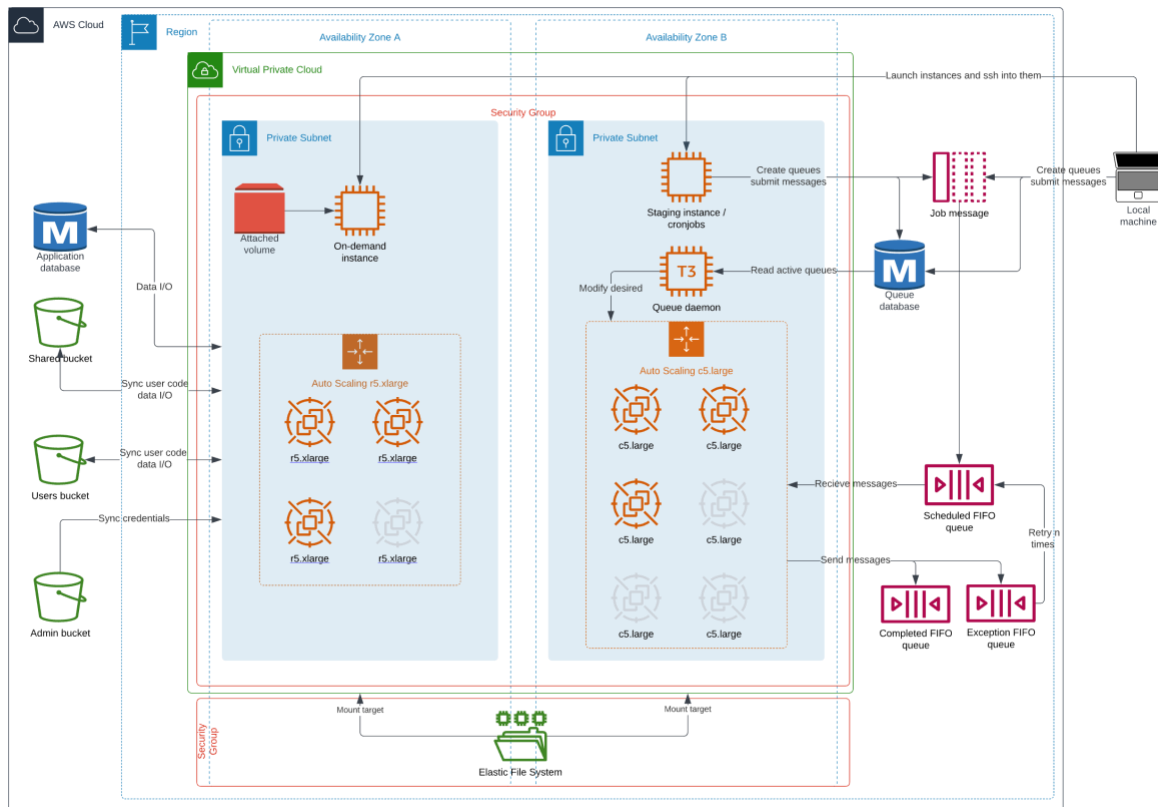 AWS Cloud
Region
Availability Zone A
Availability Zone B
Virtual Private Cloud
Launch instances and ssh into them
Security Group
Private Subnet
Private Subnet
Create queues
submit messages
Create queues
submit messages
Job message
Local
machine
Staging instance /
cronjobs
Attached
volume
On-demand
instance
M
Application
database
T3
Read active queues
M
Queue
database
Modify desired
Queue daemon
Data I/O
Shared bucket
Auto Scaling r5.xlarge
Auto Scaling c5.large
Sync user code
data I/O
r5.xlarge
r5.xlarge
c5.large
c5.large
Sync user code
data I/O
Users bucket
Recieve messages
Scheduled FIFO
queue
Sync credentials
r5.xlarge
r5.xlarge
c5.large
c5.large
Retry n
times
Send messages
Admin bucket
c5.large
c5.large
Completed FIFO
queue
Exception FIFO
queue
Mount target
Mount target
Security
Group
Elastic File System